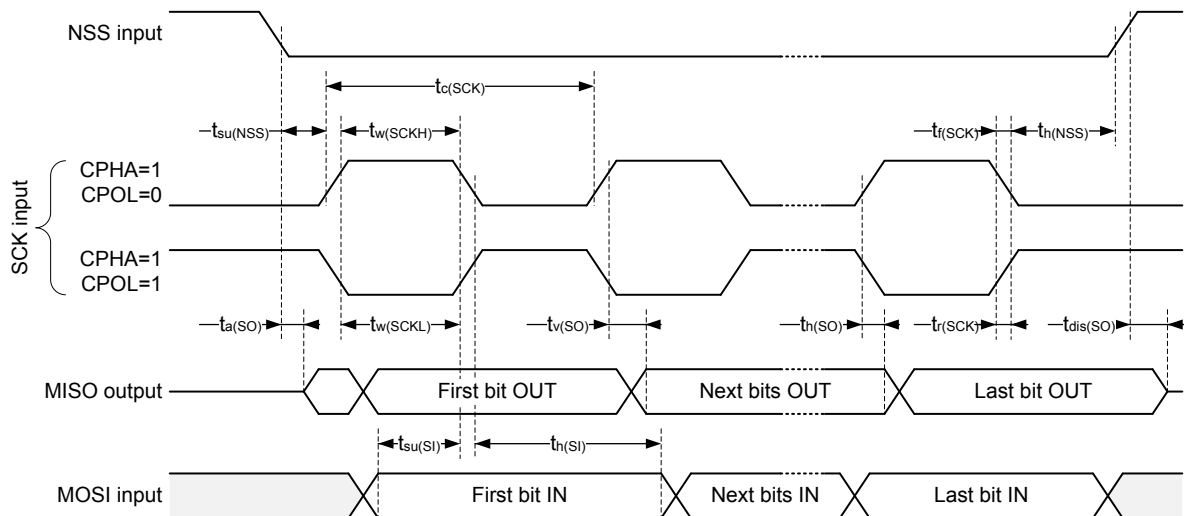 NSS input
tc(SCK)
tsu(NSS)
tw(SCKH)
tf(SCK)
th(NSS)
SCK input
CPHA=1
CPOL=0
CPHA=1
CPOL=1
ta(SO)
tw(SCKL)
tv(SO)
th(SO)
tr(SCK)
tdis(SO)
MISO output
First bit OUT
Next bits OUT
Last bit OUT
tsu(SI)
th(SI)
MOSI input
First bit IN
Next bits IN
Last bit IN